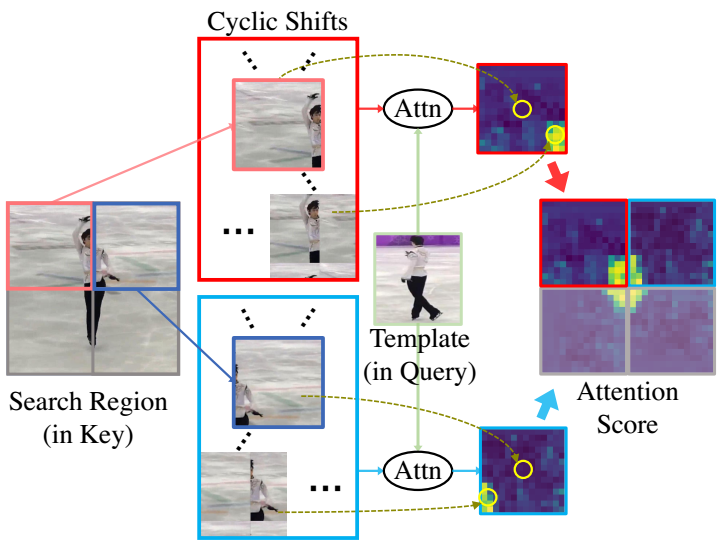 Cyclic Shifts
Attn
Template
(in Query)
Search Region
(in Key)
Attention
Score
Attn